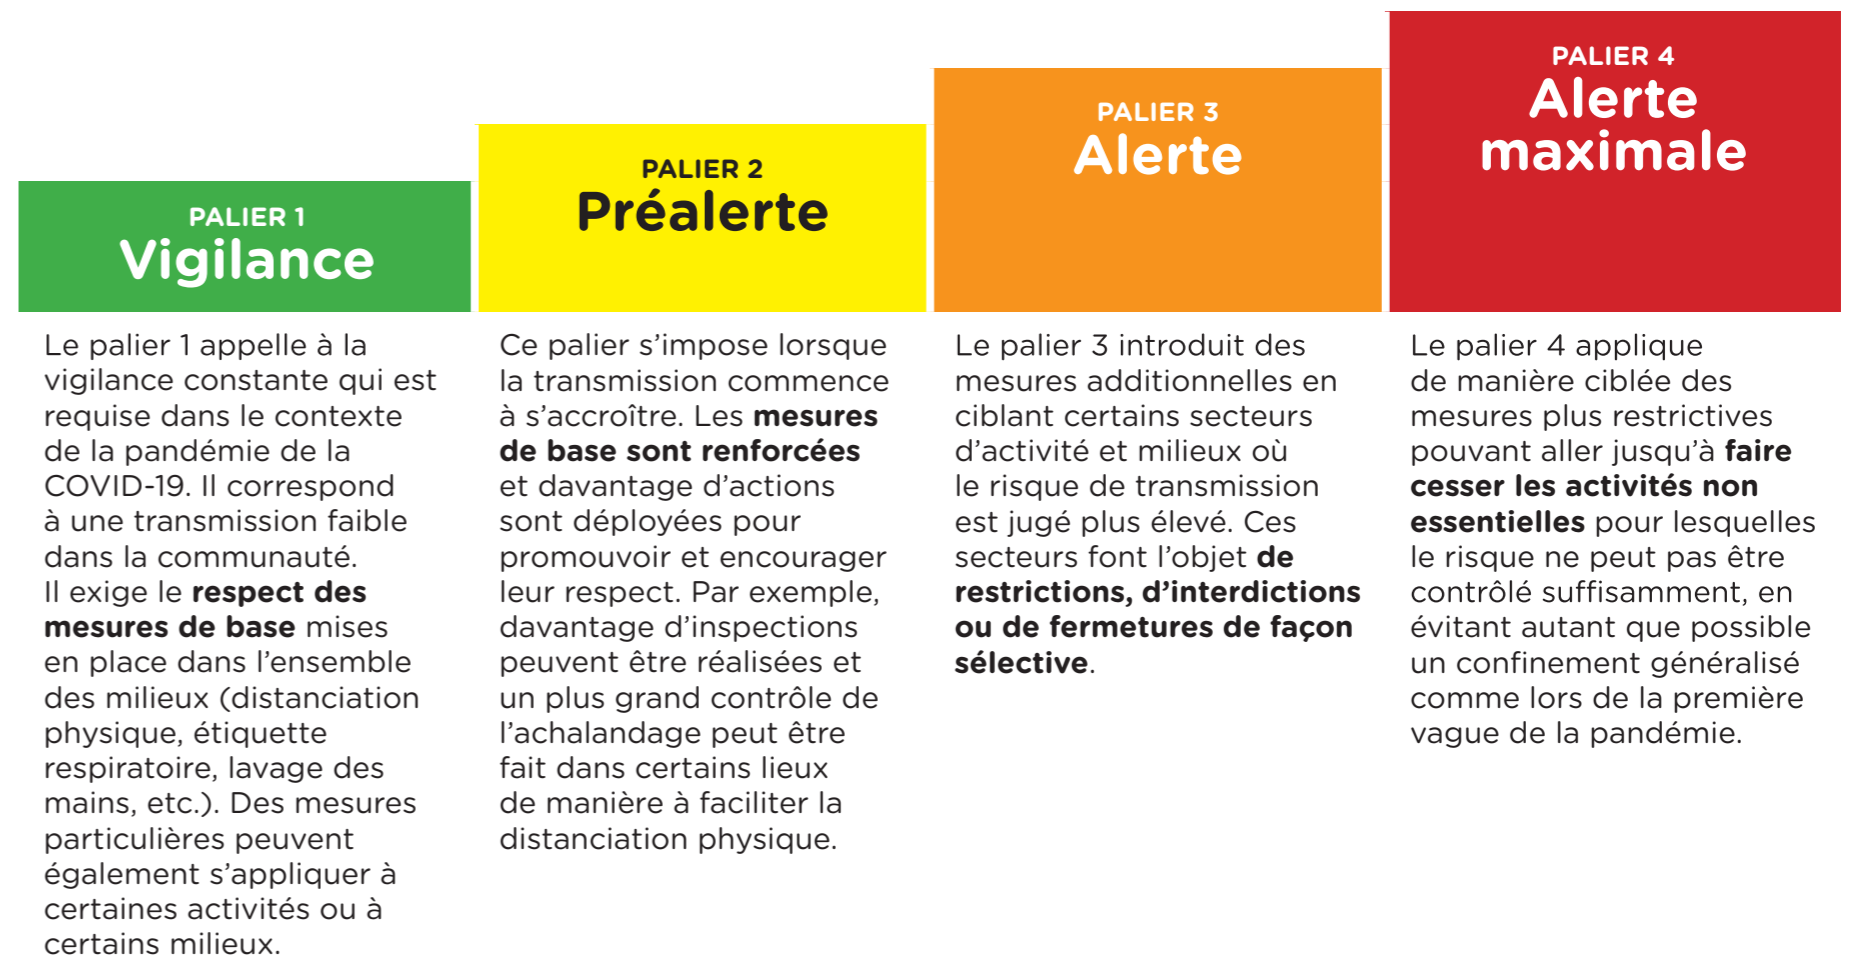 PALIER 1
Vigilance
Le palier 1 appelle à la
vigilance constante qui est
requise dans le contexte
de la pandémie de la
COVID-19. Il correspond
à une transmission faible
dans la communauté.
Il exige le respect des
mesures de base mises
en place dans l’ensemble
des milieux (distanciation
physique, étiquette
respiratoire, lavage des
mains, etc.). Des mesures
particulières peuvent
également s’appliquer à
certaines activités ou à
certains milieux.
PALIER 2
Préalerte
Ce palier s’impose lorsque
la transmission commence
à s’accroître. Les mesures
de base sont renforcées
et davantage d’actions
sont déployées pour
promouvoir et encourager
leur respect. Par exemple,
davantage d’inspections
peuvent être réalisées et
un plus grand contrôle de
l’achalandage peut être
fait dans certains lieux
de manière à faciliter la
distanciation physique.
PALIER 3
Alerte
Le palier 3 introduit des
mesures additionnelles en
ciblant certains secteurs
d’activité et milieux où
le risque de transmission
est jugé plus élevé. Ces
secteurs font l’objet de
restrictions, d’interdictions
ou de fermetures de façon
sélective.
PALIER 4
Alerte
maximale
Le palier 4 applique
de manière ciblée des
mesures plus restrictives
pouvant aller jusqu’à faire
cesser les activités non
essentielles pour lesquelles
le risque ne peut pas être
contrôlé suffisamment, en
évitant autant que possible
un confinement généralisé
comme lors de la première
vague de la pandémie.